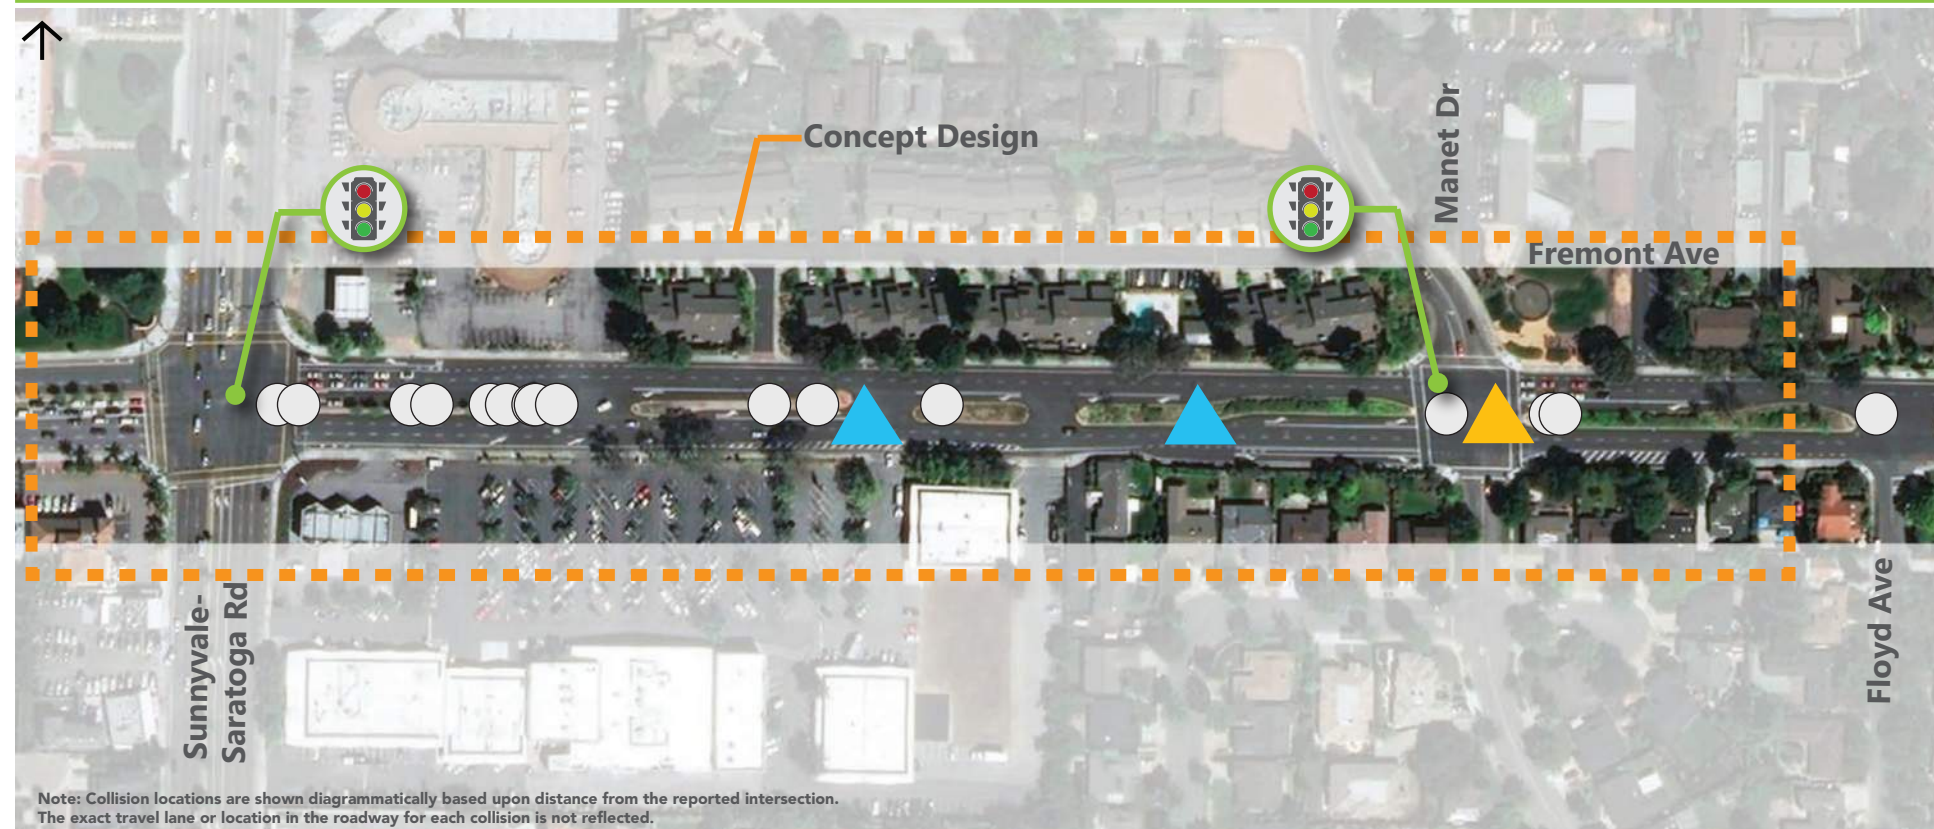 Concept Design
Manet Dr
Fremont Ave
Sunnyvale-
Saratoga Rd
Floyd Ave
Note: Collision locations are shown diagrammatically based upon distance from the reported intersection.
The exact travel lane or location in the roadway for each collision is not reflected.